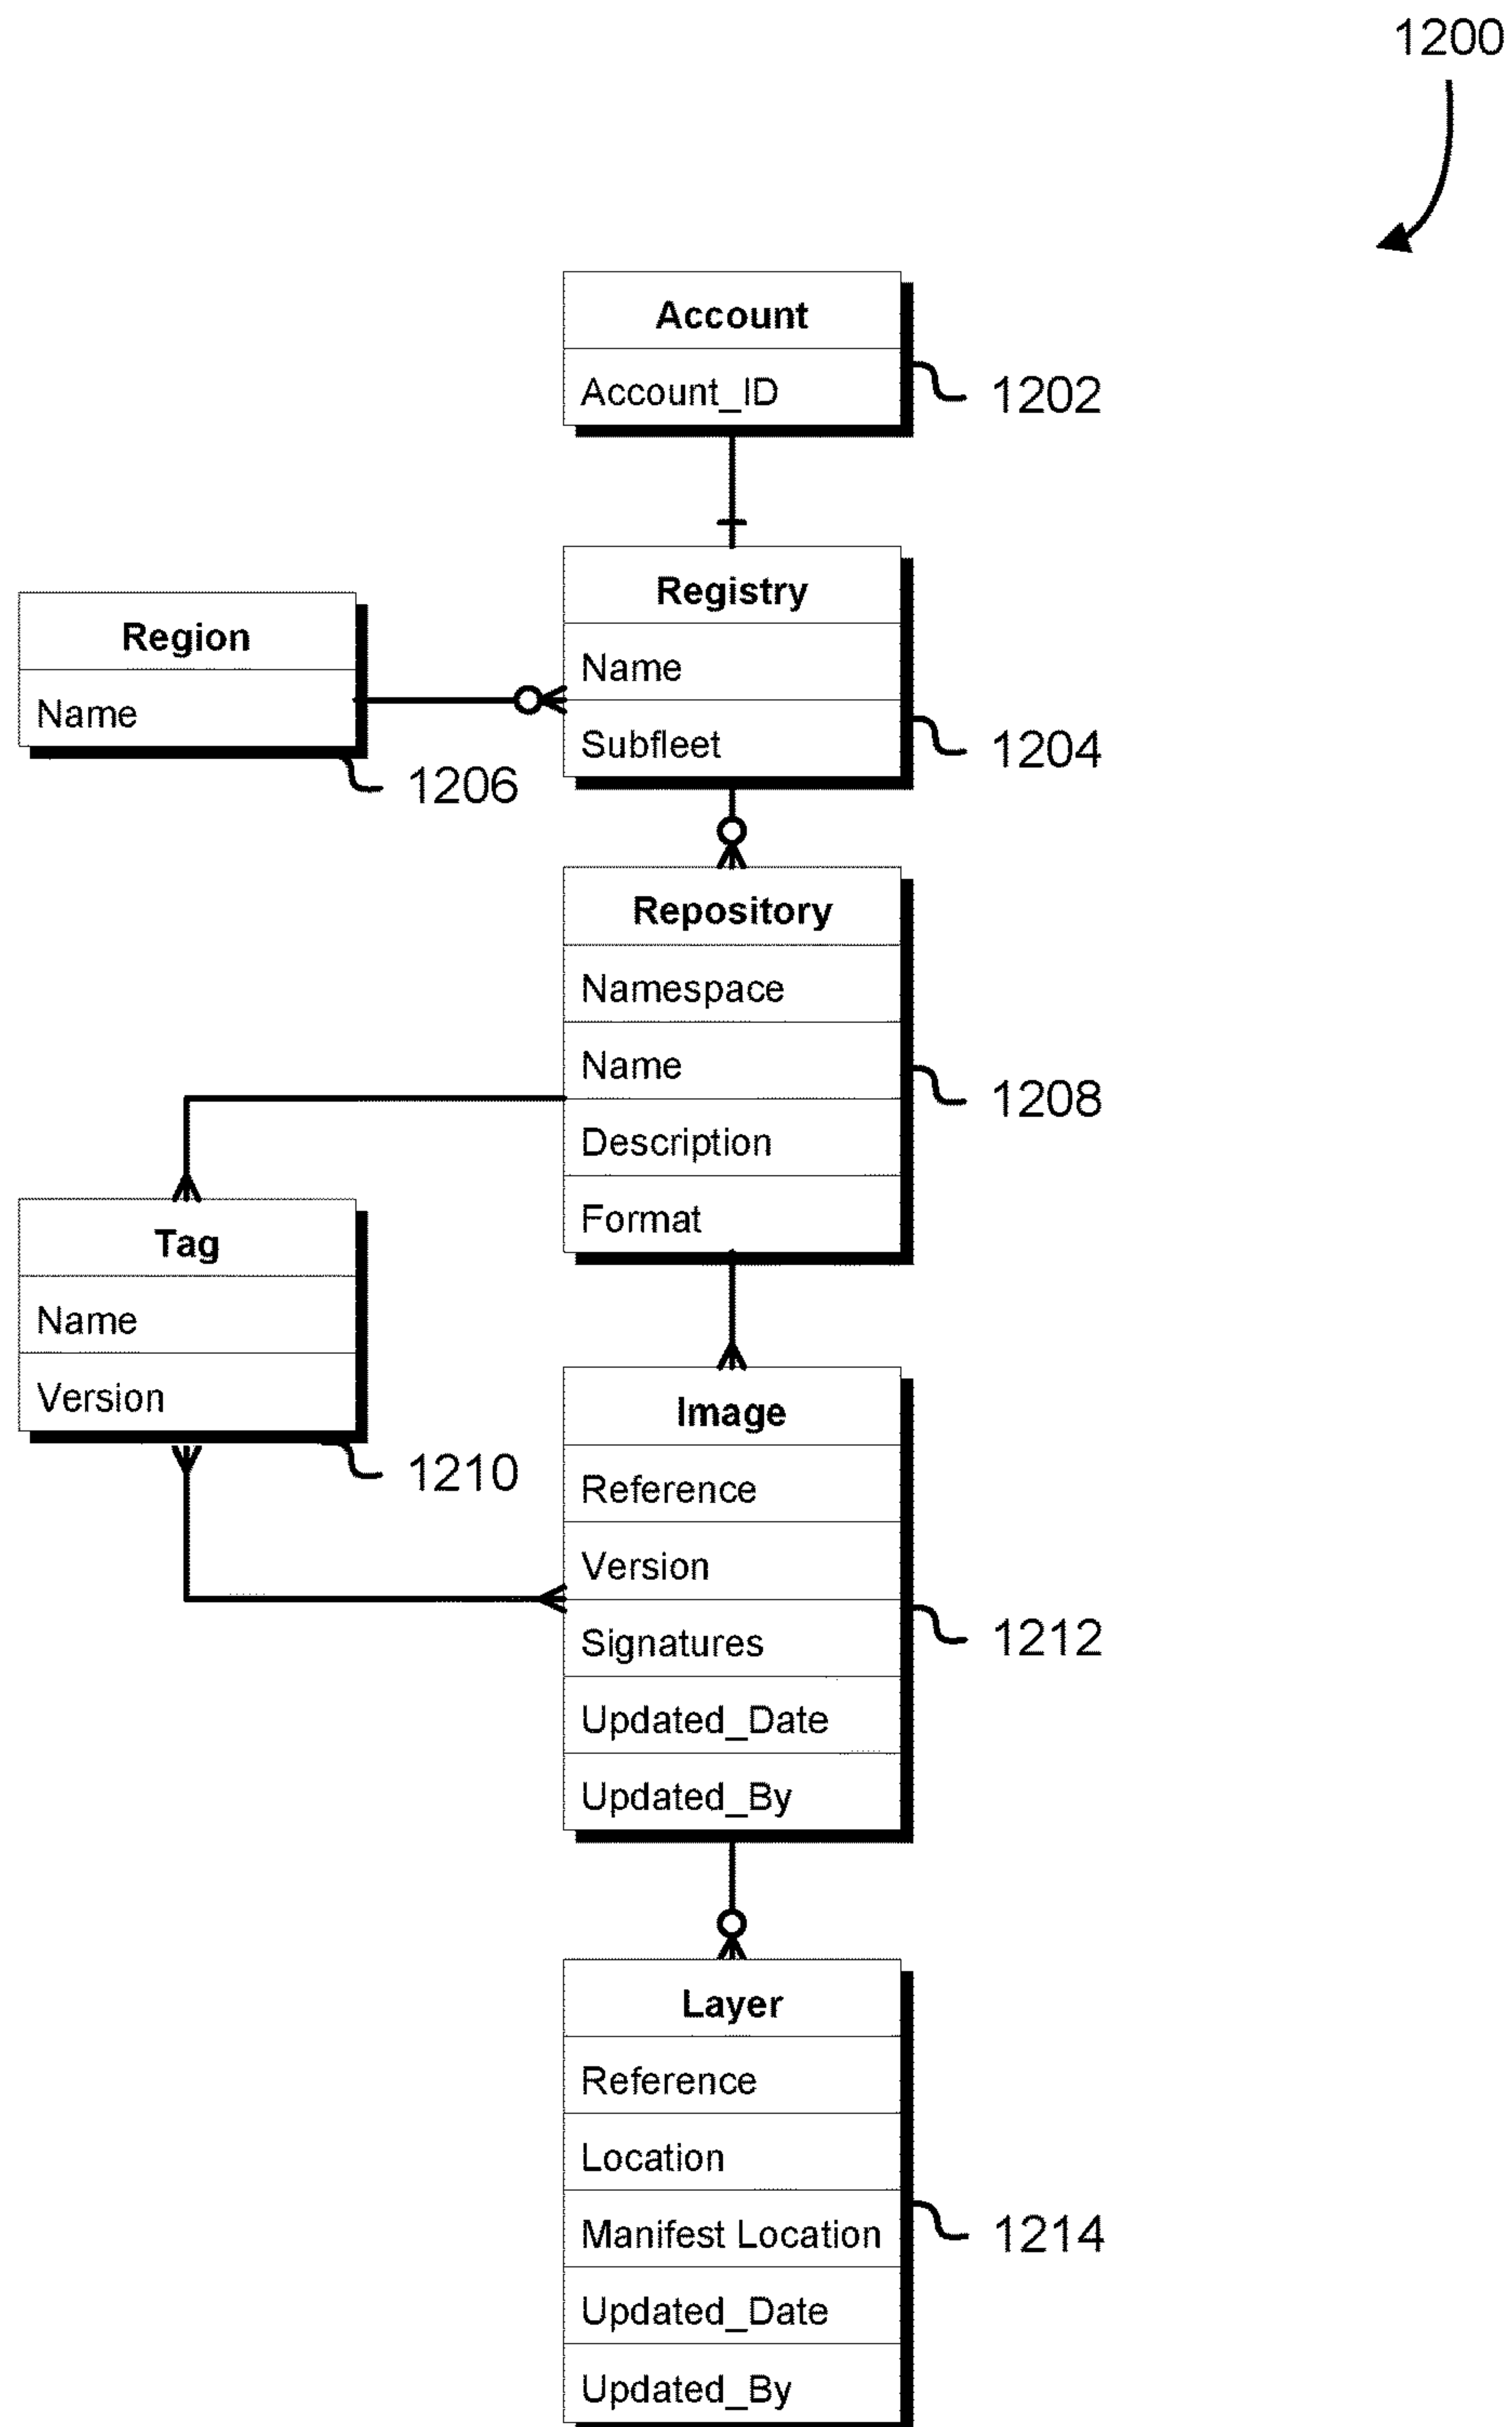 1200
Account
Account_ID
1202
Registry
Name
Subfleet
1204
Region
Name
1206
Repository
Namespace
Name
Description
Format
1208
Tag
Name
Version
1210
Image
Reference
Version
Signatures
Updated_Date
Updated_By
1212
Layer
Reference
Location
Manifest Location
Updated_Date
Updated_By
1214